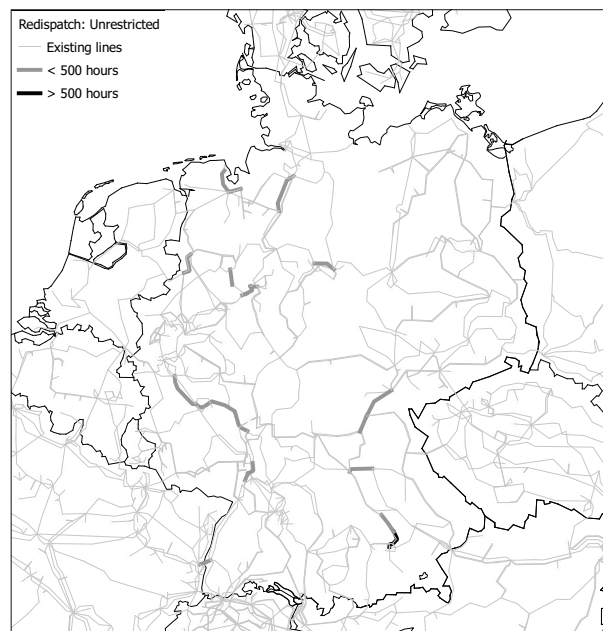 Redispatch: Unrestricted
Existing lines
< 500 hours
> 500 hours